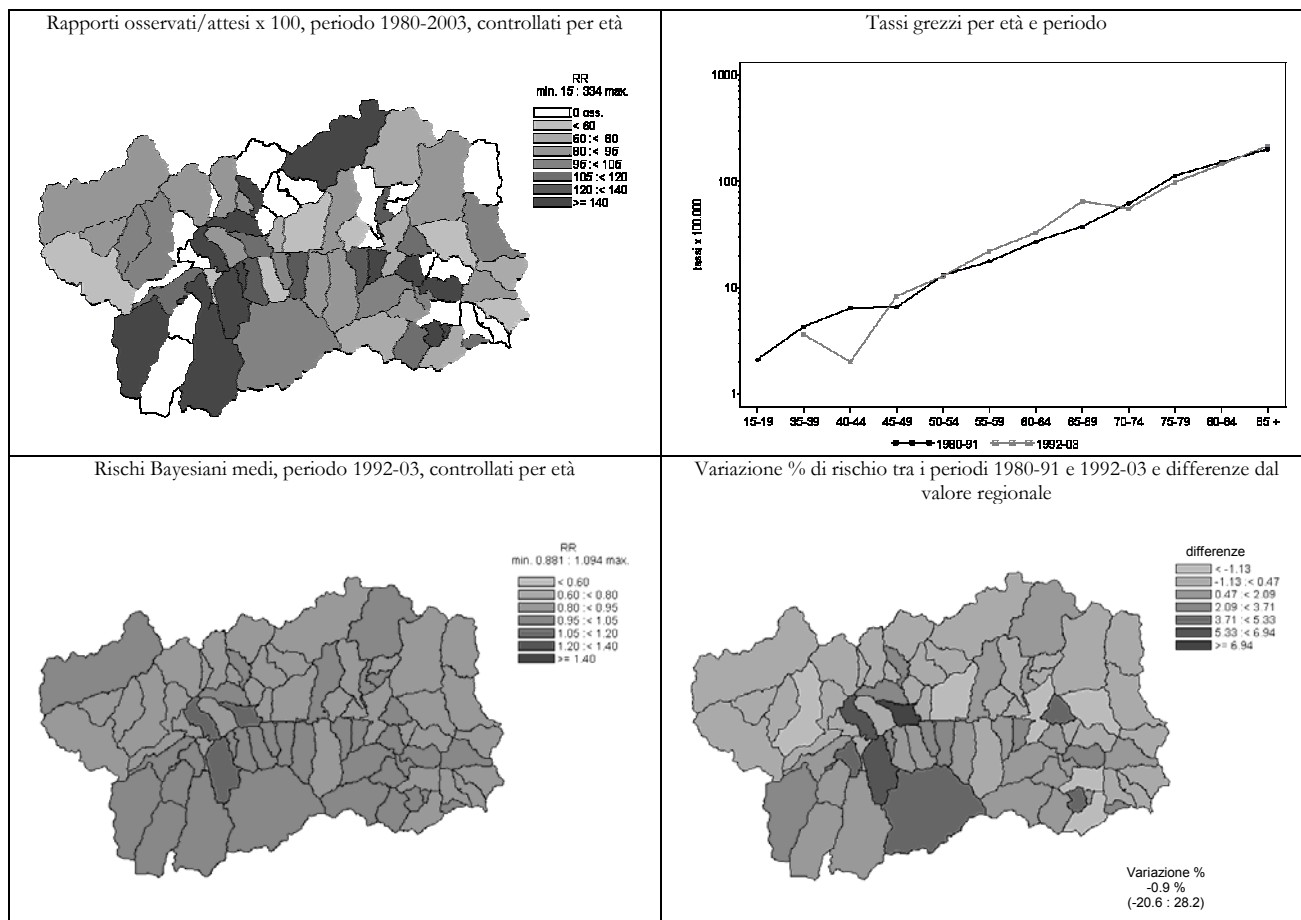 Rapporti osservati/attesi x 100, periodo 1980-2003, controllati per età
RR
min. 15 : 334 max.
0 oss.
< 60
60 :< 80
80 :< 95
95 :< 105
105 :< 120
120 :< 140
>= 140
Tassi grezzi per età e periodo
1000
100
10
1
tassi x 100.000
15-19 35-39 40-44 45-49 50-54 55-59 60-64 65-69 70-74 75-79 80-84 85 +
1980-91 1992-03
Rischi Bayesiani medi, periodo 1992-03, controllati per età
RR
min. 0.881 : 1.094 max.
< 0.60
0.60 :< 0.80
0.80 :< 0.95
0.95 :< 1.05
1.05 :< 1.20
1.20 :< 1.40
>= 1.40
Variazione % di rischio tra i periodi 1980-91 e 1992-03 e differenze dal
valore regionale
differenze
< -1.13
-1.13 :< 0.47
0.47 :< 2.09
2.09 :< 3.71
3.71 :< 5.33
5.33 :< 6.94
>= 6.94
Variazione %
-0.9 %
(-20.6 : 28.2)